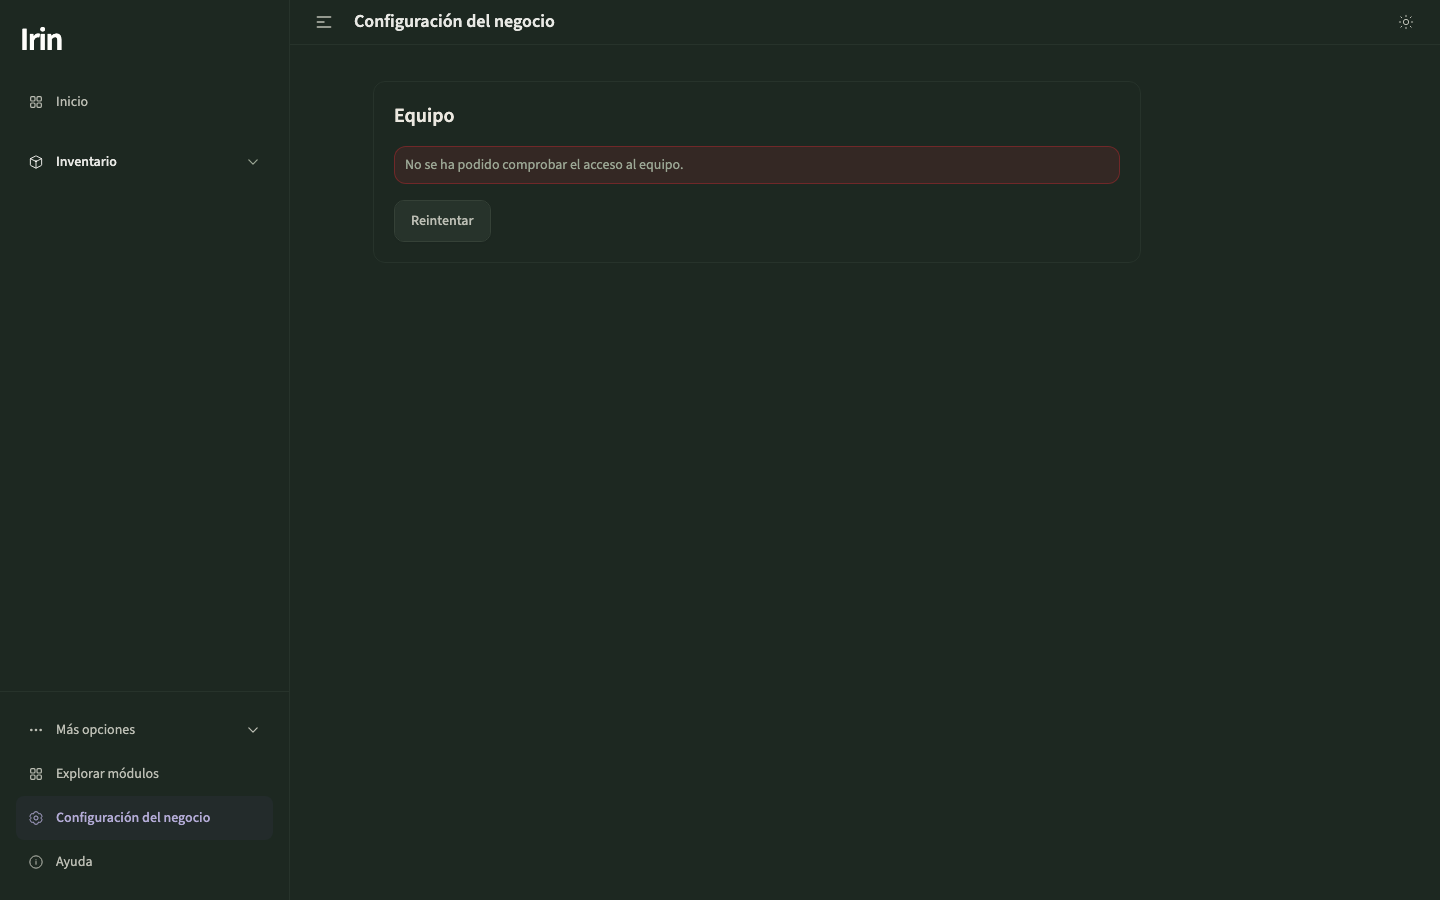 Irin
Inicio
Inventario
Más opciones
Explorar módulos
Configuración del negocio
Ayuda
Configuración del negocio
Equipo
No se ha podido comprobar el acceso al equipo.
Reintentar